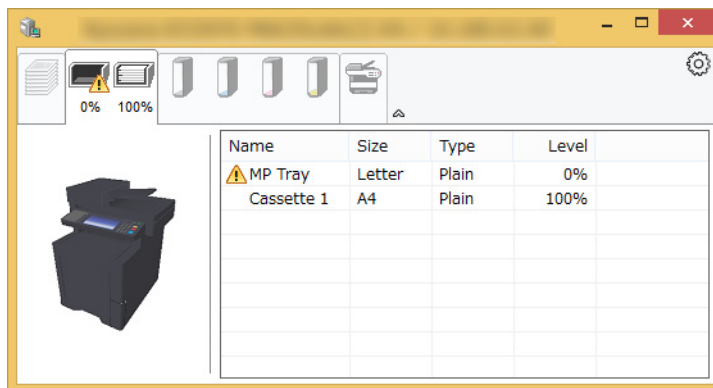 0% 100%
Name Size Type Level
MP Tray Letter Plain 0%
Cassette 1 A4 Plain 100%